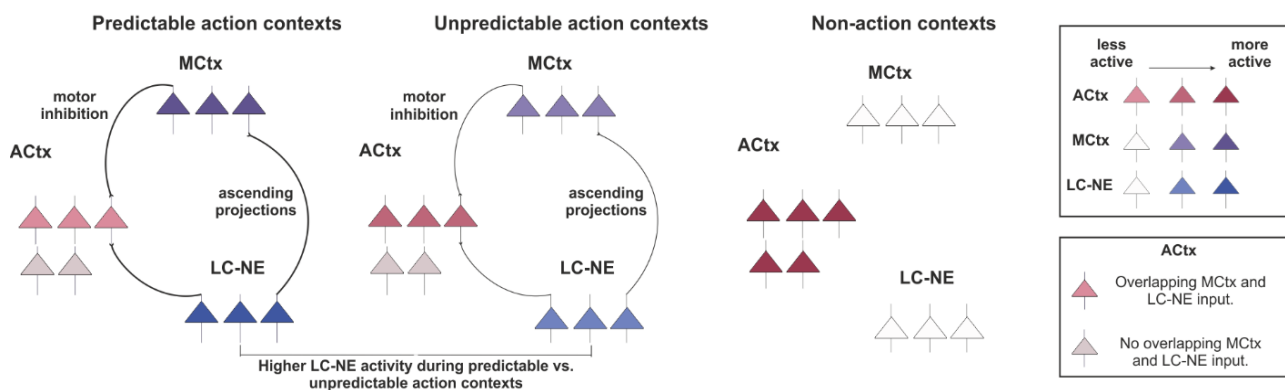 Predictable action contexts
MCtx
motor
inhibition
ACtx
ascending
projections
LC-NE
Unpredictable action contexts
MCtx
motor
inhibition
ACtx
ascending
projections
LC-NE
Higher LC-NE activity during predictable vs.
unpredictable action contexts
Non-action contexts
MCtx
ACtx
LC-NE
less
active
more
active
ACtx
MCtx
LC-NE
ACtx
Overlapping MCtx and
LC-NE input.
No overlapping MCtx
and LC-NE input.